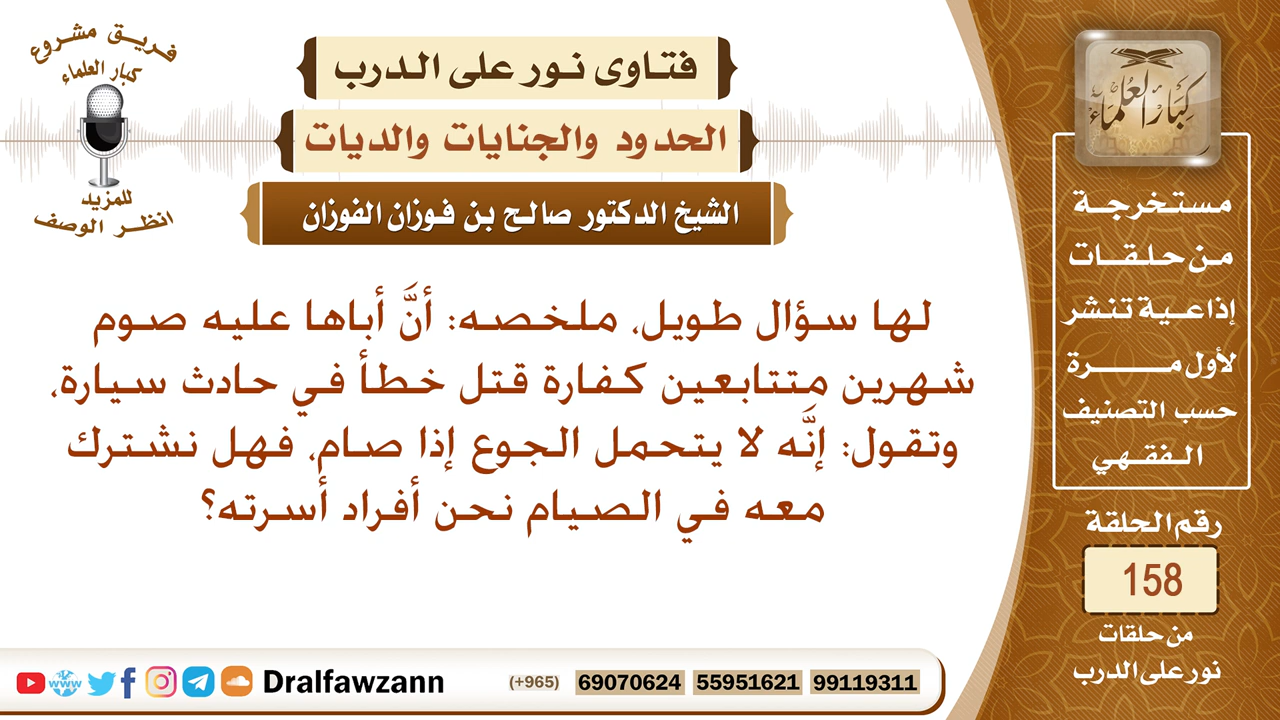 فريق مشروع
كبار العلماء
للمزيد
انظر الوصف
فتاوى نور على الدرب
الحدود والجنايات والديات
الشيخ الدكتور صالح بن فوزان الفوزان
لها سؤال طويل، ملخصه: أنَّ أباها عليه صوم
شهرين متتابعين كفارة قتل خطأ في حادث سيارة،
وتقول: إنَّه لا يتحمل الجوع إذا صام، فهل نشترك
معه في الصيام نحن أفراد أسرته؟
كبار العلماء
مستخرجة
من حلقات
إذاعية تنشر
لأول مرة
حسب التصنيف
الفقهي
رقم الحلقة
158
من حلقات
نور على الدرب
www
Dralfawzann
(+965) 69070624 55951621 99119311